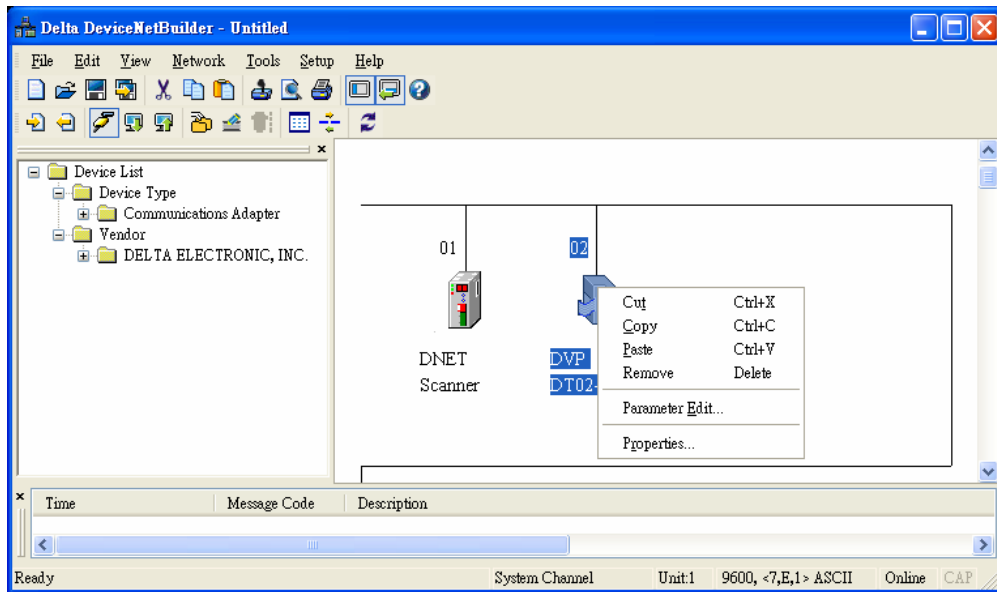 Delta DeviceNetBuilder - Untitled
File Edit View Network Tools Setup Help
Device List
Device Type
Communications Adapter
Vendor
DELTA ELECTRONIC, INC.
01
02
DNET
Scanner
DVP
DT02-
Cut Ctrl+X
Copy Ctrl+C
Paste Ctrl+V
Remove Delete
Parameter Edit...
Properties...
Time Message Code Description
Ready System Channel Unit:1 9600, <7,E,1> ASCII Online CAP